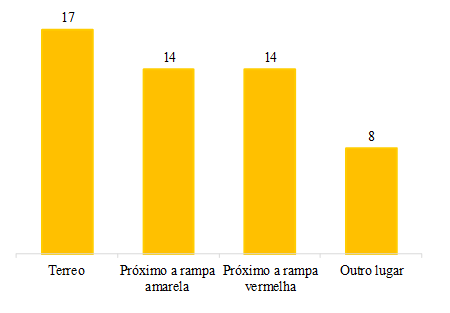 17
14
14
8
Terreo
Próximo a rampa
amarela
Próximo a rampa
vermelha
Outro lugar